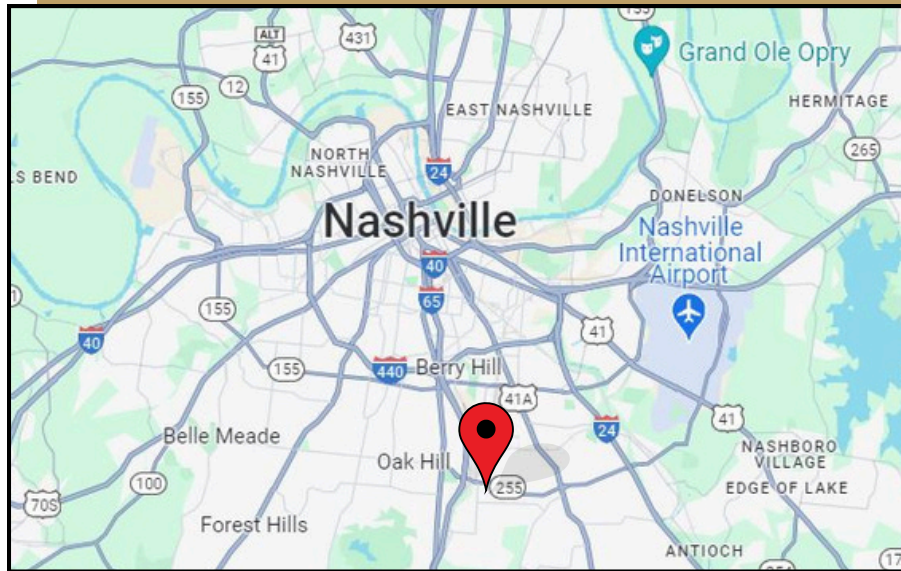 155
ALT
41
431
Grand Ole Opry
12
155
EAST NASHVILLE
HERMITAGE
265
NORTH
NASHVILLE
24
S BEND
DONELSON
Nashville
Nashville
International
Airport
40
65
155
41
40
440
Berry Hill
155
41A
41
24
Belle Meade
Oak Hill
NASHBORO
VILLAGE
100
255
EDGE OF LAKE
70S
Forest Hills
ANTIOCH